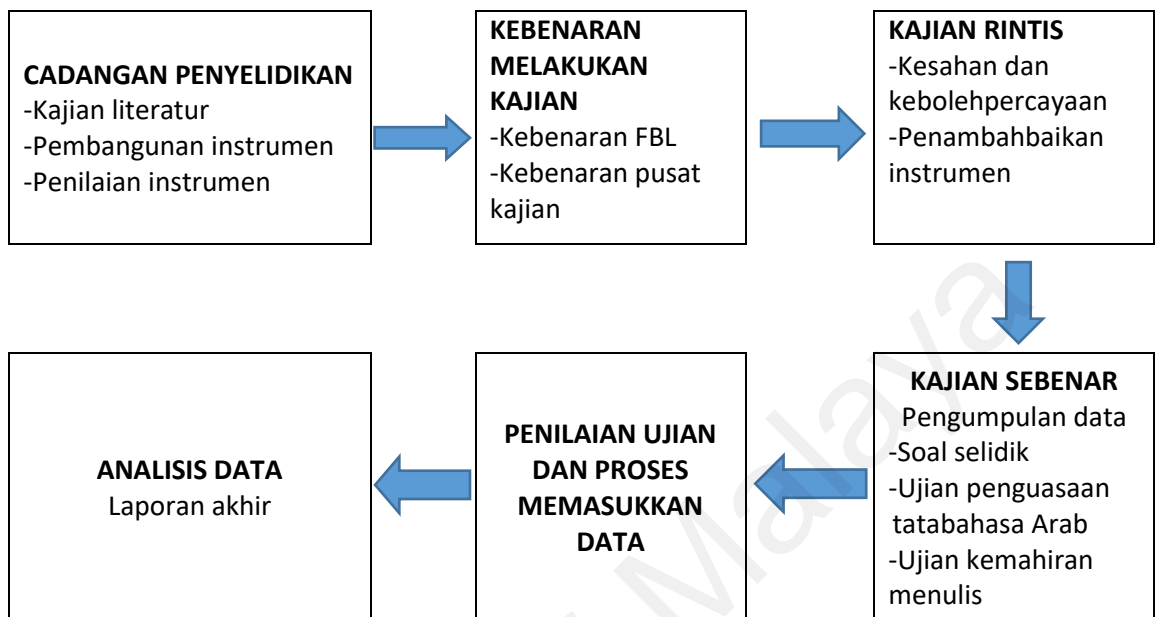 CADANGAN PENYELIDIKAN
-Kajian literatur
-Pembangunan instrumen
-Penilaian instrumen
KEBENARAN
MELAKUKAN
KAJIAN
-Kebenaran FBL
-Kebenaran pusat
kajian
KAJIAN RINTIS
-Kesahan dan
kebolehpercayaan
-Penambahbaikan
instrumen
KAJIAN SEBENAR
Pengumpulan data
-Soal selidik
-Ujian penguasaan
tatabahasa Arab
-Ujian kemahiran
menulis
PENILAIAN UJIAN
DAN PROSES
MEMASUKKAN
DATA
ANALISIS DATA
Laporan akhir
Malaya